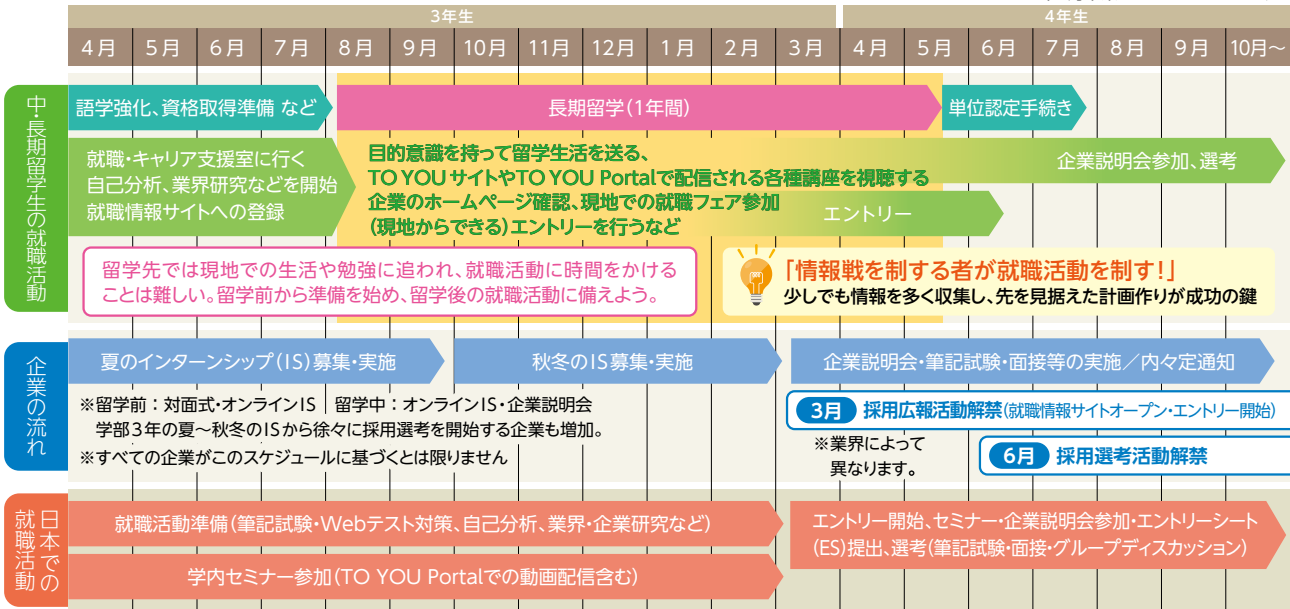 3年生
4年生
4月 5月 6月 7月 8月 9月 10月 11月 12月 1月 2月 3月 4月 5月 6月 7月 8月 9月 10月～
中・長期留学生の就職活動
語学強化、資格取得準備 など
長期留学(1年間)
単位認定手続き
就職・キャリア支援室に行く
自己分析、業界研究などを開始
就職情報サイトへの登録
目的意識を持って留学生活を送る、
TO YOU サイトやTO YOU Portalで配信される各種講座を視聴する
企業のホームページ確認、現地での就職フェア参加
(現地からできる)エントリーを行うなど
企業説明会参加、選考
エントリー
留学先では現地での生活や勉強に追われ、就職活動に時間をかける
ことは難しい。留学前から準備を始め、留学後の就職活動に備えよう。
「情報戦を制する者が就職活動を制す!」
少しでも情報を多く収集し、先を見据えた計画作りが成功の鍵
企業の流れ
夏のインターンシップ(IS)募集・実施
秋冬のIS募集・実施
企業説明会・筆記試験・面接等の実施／内々定通知
※留学前：対面式・オンラインIS｜留学中：オンラインIS・企業説明会
学部3年の夏～秋冬のISから徐々に採用選考を開始する企業も増加。
※すべての企業がこのスケジュールに基づくとは限りません
3月 採用広報活動解禁(就職情報サイトオープン・エントリー開始)
※業界によって
異なります。
6月 採用選考活動解禁
日本での
就職活動
就職活動準備(筆記試験・Webテスト対策、自己分析、業界・企業研究など)
学内セミナー参加(TO YOU Portalでの動画配信含む)
エントリー開始、セミナー・企業説明会参加・エントリーシート
(ES)提出、選考(筆記試験・面接・グループディスカッション)